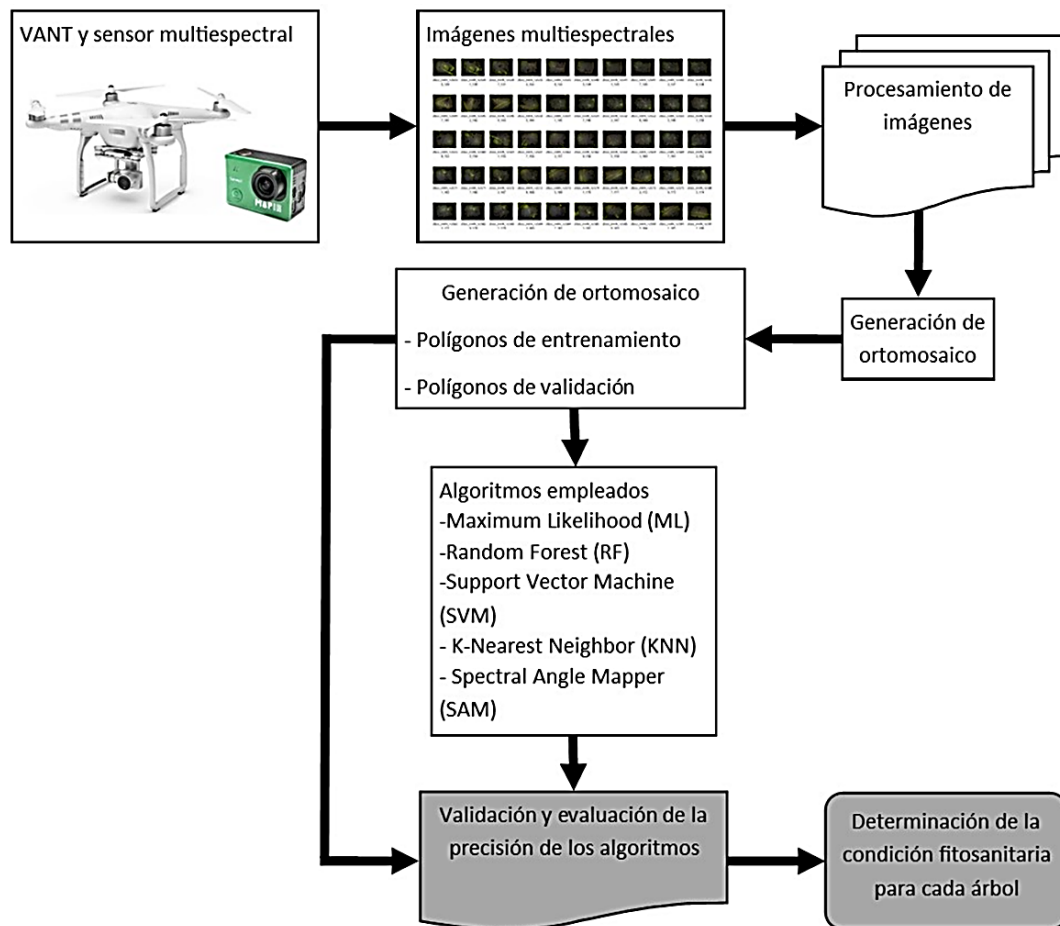 VANT y sensor multiespectral
Imágenes multiespectrales
Procesamiento de
imágenes
Generación de ortomosaico
- Polígonos de entrenamiento
- Polígonos de validación
Generación de
ortomosaico
Algoritmos empleados
-Maximum Likelihood (ML)
-Random Forest (RF)
-Support Vector Machine
(SVM)
- K-Nearest Neighbor (KNN)
- Spectral Angle Mapper
(SAM)
Validación y evaluación de la
precisión de los algoritmos
Determinación de la
condición fitosanitaria
para cada árbol